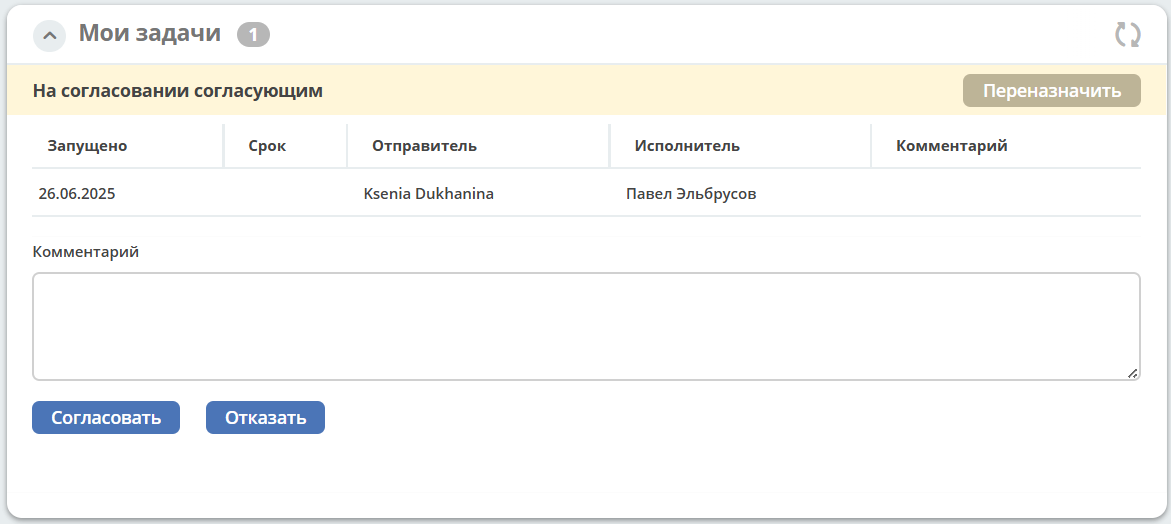 Мои задачи 1
На согласовании согласующим Переназначить
Запущено Срок Отправитель Исполнитель Комментарий
26.06.2025 Ksenia Dukhanina Павел Эльбрусов
Комментарий
Согласовать Отказать